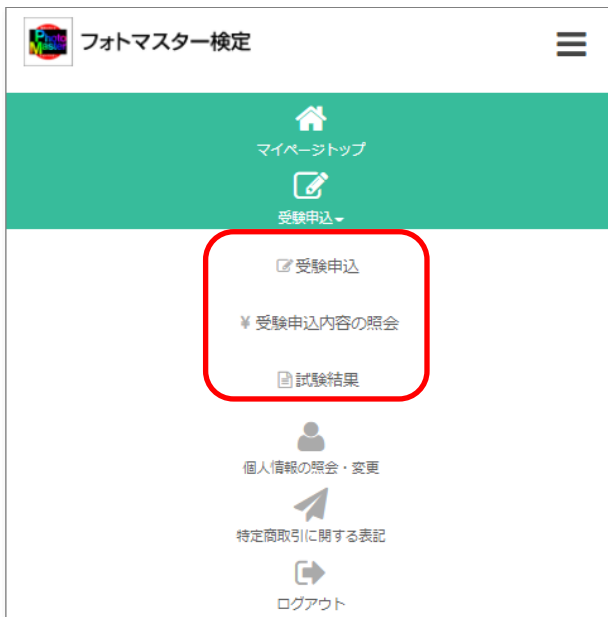 Photo
Master
フォトマスター検定
マイページトップ
受験申込
受験申込
¥ 受験申込内容の照会
試験結果
個人情報の照会・変更
特定商取引に関する表記
ログアウト